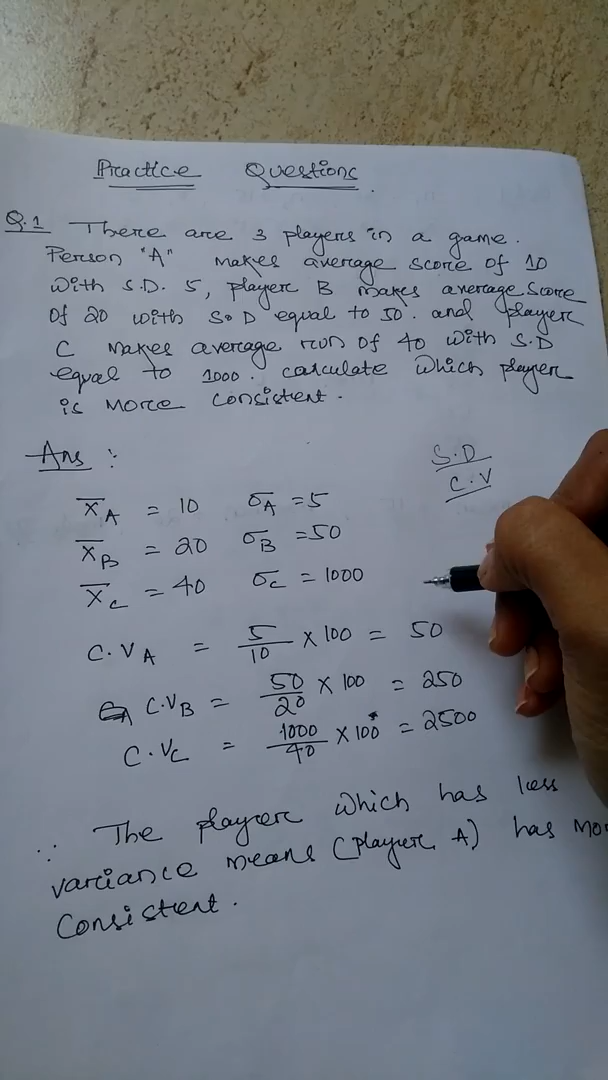 Practice Questions.
Q.1 There are 3 players in a game.
Person "A" makes average score of 10
with S.D. 5, player B makes average score
of 20 with S.D equal to 50. and player
C makes average run of 40 with S.D
equal to 1000. calculate which player
is more consistent.
Ans :
S.D
C.V
X̄A = 10 σA = 5
X̄B = 20 σB = 50
X̄C = 40 σC = 1000
C.VA = 5/10 × 100 = 50
C.VB = 50/20 × 100 = 250
C.VC = 1000/40 × 100 = 2500
∴ The player which has less
variance means (player A) has mo
consistent.